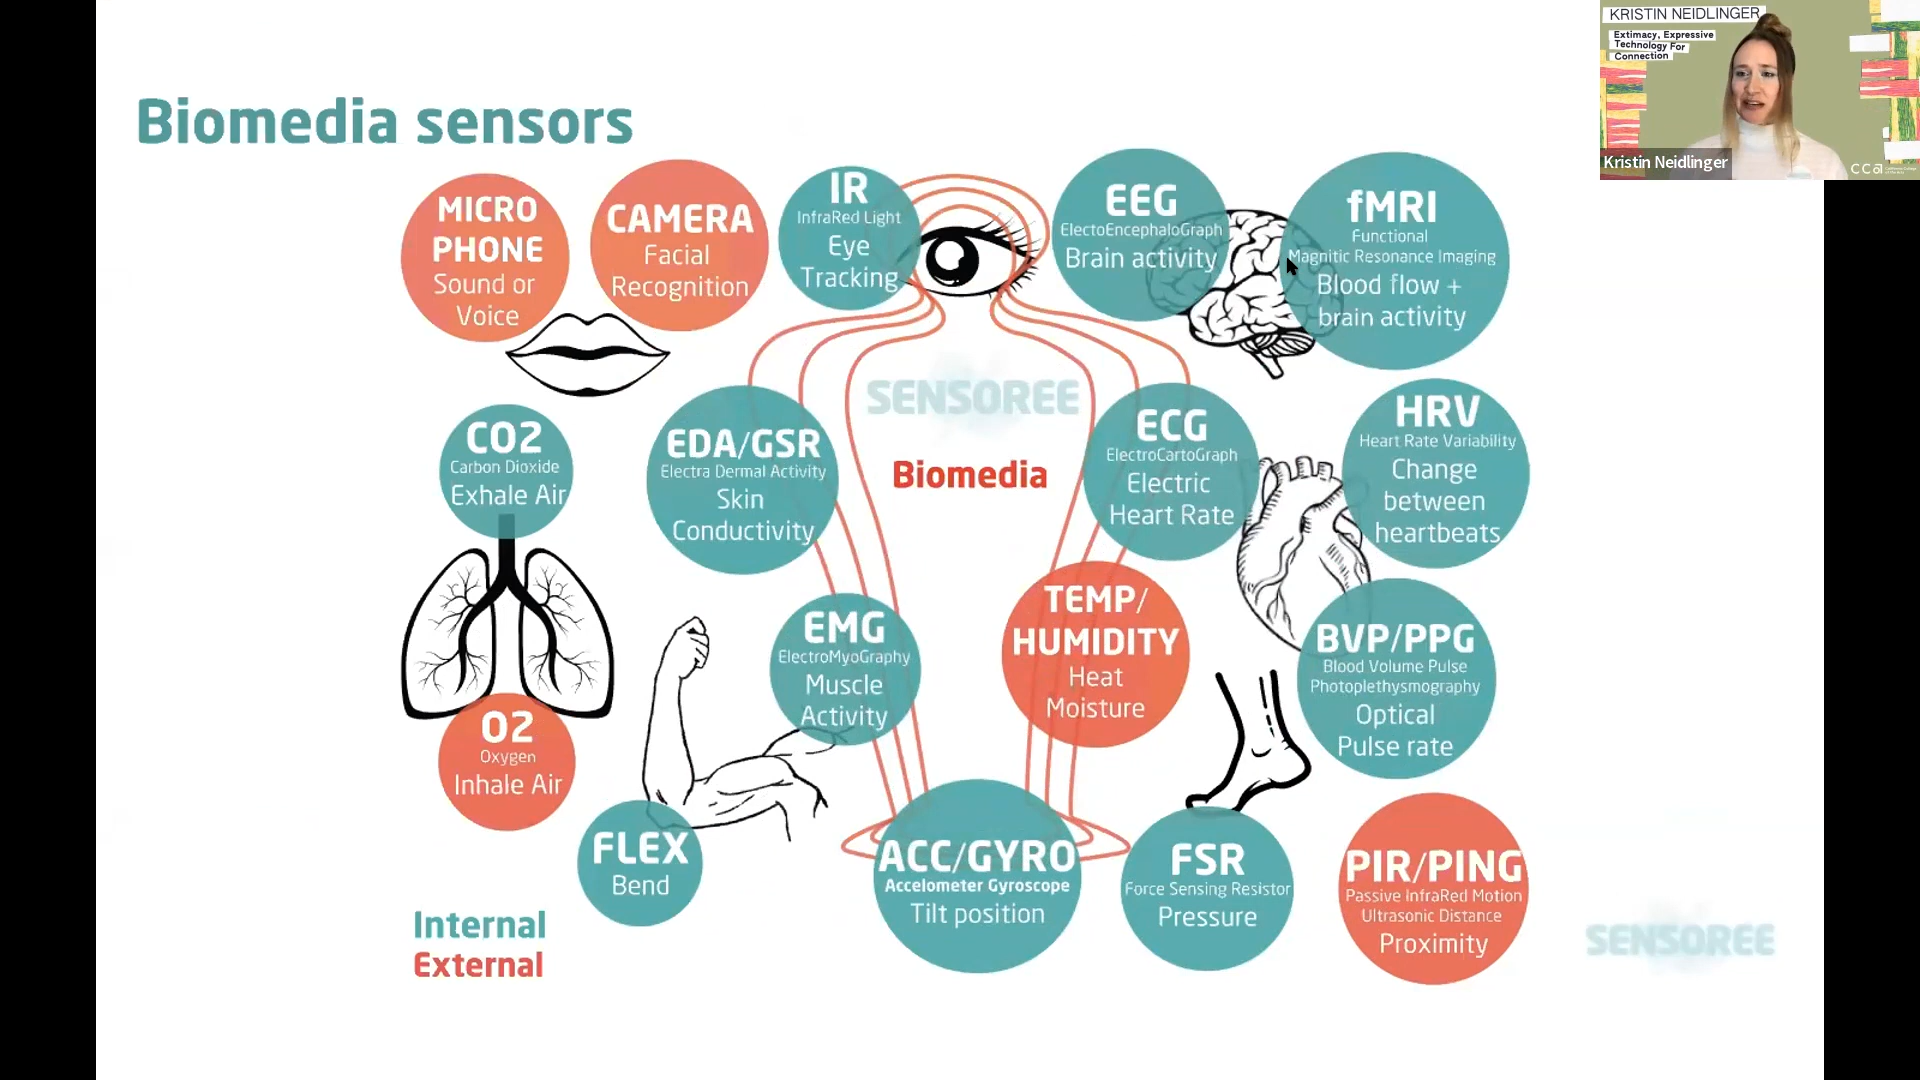 Biomedia sensors
MICRO
PHONE
Sound or
Voice
CAMERA
Facial
Recognition
IR
InfraRed Light
Eye
Tracking
EEG
ElectoEncephaloGraph
Brain activity
fMRI
Functional
Magnitic Resonance Imaging
Blood flow +
brain activity
KRISTIN NEIDLINGER
Extimacy, Expressive
Technology For
Connection
Kristin Neidlinger
cca
SENSOREE
Biomedia
CO2
Carbon Dioxide
Exhale Air
EDA/GSR
Electra Dermal Activity
Skin
Conductivity
ECG
ElectroCartoGraph
Electric
Heart Rate
HRV
Heart Rate Variability
Change
between
heartbeats
EMG
ElectroMyoGraphy
Muscle
Activity
TEMP/
HUMIDITY
Heat
Moisture
BVP/PPG
Blood Volume Pulse
Photoplethysmography
Optical
Pulse rate
O2
Oxygen
Inhale Air
FLEX
Bend
ACC/GYRO
Accelometer Gyroscope
Tilt position
FSR
Force Sensing Resistor
Pressure
PIR/PING
Passive InfraRed Motion
Ultrasonic Distance
Proximity
Internal
External
SENSOREE